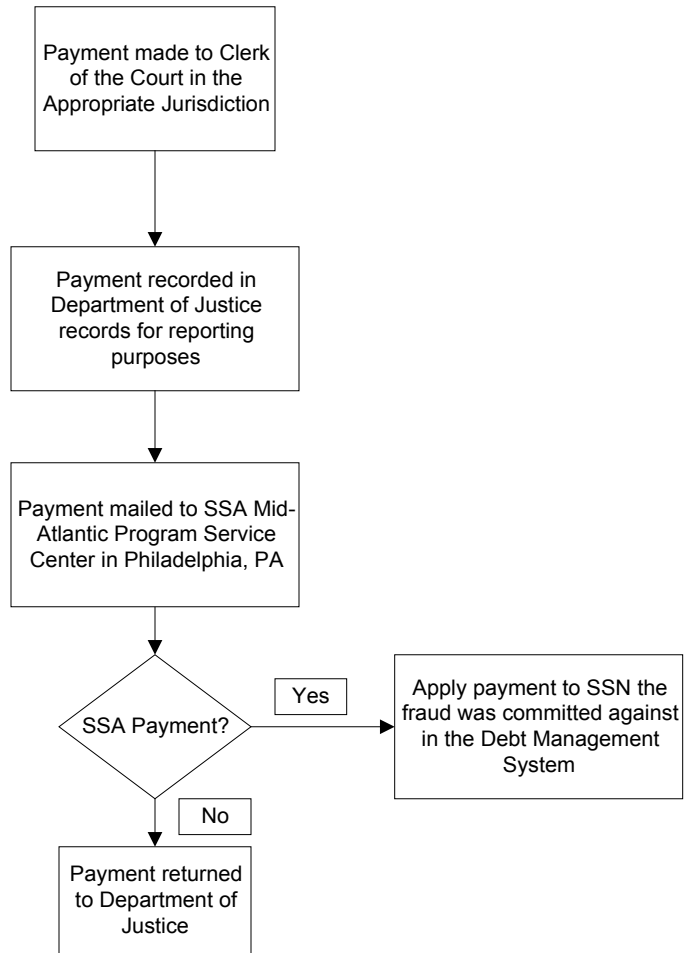 Payment made to Clerk
of the Court in the
Appropriate Jurisdiction
Payment recorded in
Department of Justice
records for reporting
purposes
Payment mailed to SSA Mid-
Atlantic Program Service
Center in Philadelphia, PA
SSA Payment?
Yes
Apply payment to SSN the
fraud was committed against
in the Debt Management
System
No
Payment returned
to Department of
Justice